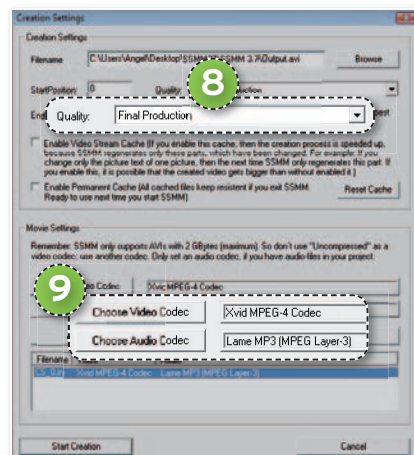 Creation Settings
Creation Settings
Filename C:\Users\Angel\Desktop\SSMM37\SSMM 3.7\Output.avi Browse
StartPosition: 0 Quality:
8
Quality: Final Production
Enable Video Stream Cache (If you enable this cache, then the creation process is speeded up,
because SSMM regenerates only these parts, which have been changed. For example: If you
change only the picture text of one picture, then the next time SSMM only regenerates this part. If
you enable this, it is possible that the created video gets bigger than without enabled it.)
Enable Permanent Cache (All cached files keep resistent if you exit SSMM.
Ready to use next time you start SSMM)
Reset Cache
Movie Settings
Remember: SSMM only supports AVIs with 2 GBytes (maximum). So don't use "Uncompressed" as a
video codec; use another codec. Only set an audio codec, if you have audio files in your project.
9
Codec Xvid MPEG-4 Codec
Choose Video Codec Xvid MPEG-4 Codec
Choose Audio Codec Lame MP3 (MPEG Layer-3)
Filename
Xvid MPEG-4 Codec Lame MP3 (MPEG Layer-3)
Start Creation Cancel